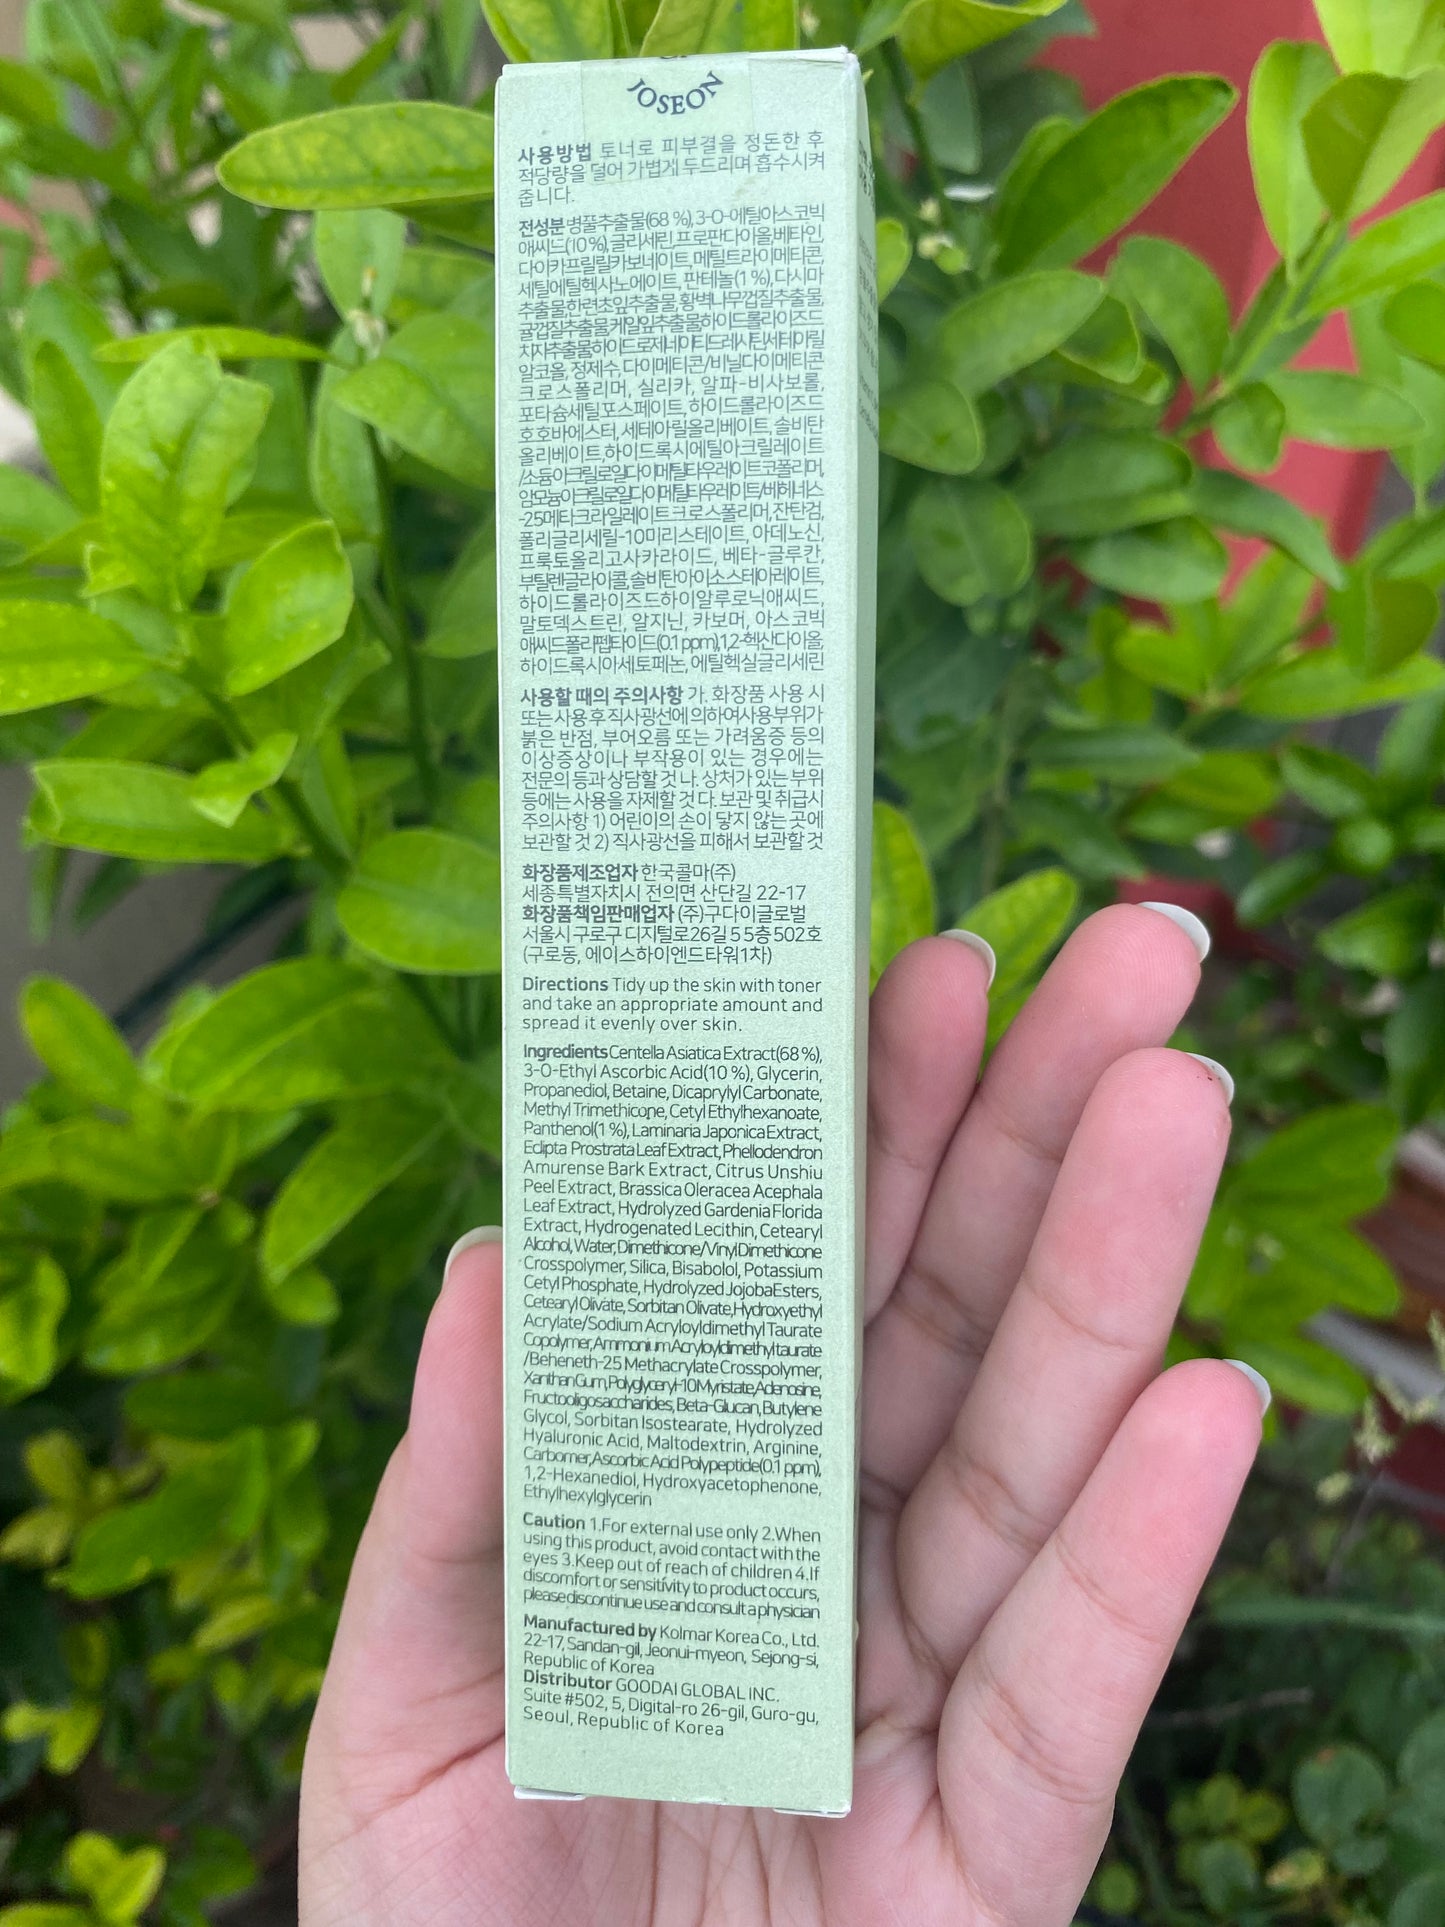 JOSEON
사용방법 토너로 피부결을 정돈한 후
적당량을 덜어 가볍게 두드리며 흡수시켜
줍니다.
전성분 병풀추출물(68 %), 3-O-에틸아스코빅
애씨드(10 %), 글리세린, 프로판다이올, 베타인,
다이카프릴릴카보네이트, 메틸트라이메티콘,
세틸에틸헥사노에이트, 판테놀(1 %), 다시마
추출물, 한련초잎추출물, 황벽나무껍질추출물,
귤껍질추출물, 케일잎추출물, 하이드롤라이즈드
치자추출물, 하이드로제네이티드레시틴, 세테아릴
알코올, 정제수, 다이메티콘/비닐다이메티콘
크로스폴리머, 실리카, 알파-비사보롤,
포타슘세틸포스페이트, 하이드롤라이즈드
호호바에스터, 세테아릴올리베이트, 솔비탄
올리베이트, 하이드록시에틸아크릴레이트
/소듐아크릴로일다이메틸타우레이트코폴리머,
암모늄아크릴로일다이메틸타우레이트/베헤네스
-25메타크라일레이트크로스폴리머, 잔탄검,
폴리글리세릴-10미리스테이트, 아데노신,
프룩토올리고사카라이드, 베타-글루칸,
부틸렌글라이콜, 솔비탄아이소스테아레이트,
하이드롤라이즈드하이알루로닉애씨드,
말토덱스트린, 알지닌, 카보머, 아스코빅
애씨드폴리펩타이드(0.1 ppm), 1,2-헥산다이올,
하이드록시아세토페논, 에틸헥실글리세린
사용할 때의 주의사항 가. 화장품 사용 시
또는 사용 후 직사광선에 의하여 사용부위가
붉은 반점, 부어오름 또는 가려움증 등의
이상증상이나 부작용이 있는 경우에는
전문의 등과 상담할 것 나. 상처가 있는 부위
등에는 사용을 자제할 것 다. 보관 및 취급시
주의사항 1) 어린이의 손이 닿지 않는 곳에
보관할 것 2) 직사광선을 피해서 보관할 것
화장품제조업자 한국콜마(주)
세종특별자치시 전의면 산단길 22-17
화장품책임판매업자 (주)구다이글로벌
서울시 구로구 디지털로26길 5 5층 502호
(구로동, 에이스하이엔드타워1차)
Directions Tidy up the skin with toner
and take an appropriate amount and
spread it evenly over skin.
Ingredients Centella Asiatica Extract(68 %),
3-O-Ethyl Ascorbic Acid(10 %), Glycerin,
Propanediol, Betaine, Dicaprylyl Carbonate,
Methyl Trimethicone, Cetyl Ethylhexanoate,
Panthenol(1 %), Laminaria Japonica Extract,
Eclipta Prostrata Leaf Extract, Phellodendron
Amurense Bark Extract, Citrus Unshiu
Peel Extract, Brassica Oleracea Acephala
Leaf Extract, Hydrolyzed Gardenia Florida
Extract, Hydrogenated Lecithin, Cetearyl
Alcohol, Water, Dimethicone/Vinyl Dimethicone
Crosspolymer, Silica, Bisabolol, Potassium
Cetyl Phosphate, Hydrolyzed Jojoba Esters,
Cetearyl Olivate, Sorbitan Olivate, Hydroxyethyl
Acrylate/Sodium Acryloyldimethyl Taurate
Copolymer, Ammonium Acryloyldimethyltaurate
/Beheneth-25 Methacrylate Crosspolymer,
Xanthan Gum, Polyglyceryl-10 Myristate, Adenosine,
Fructooligosaccharides, Beta-Glucan, Butylene
Glycol, Sorbitan Isostearate, Hydrolyzed
Hyaluronic Acid, Maltodextrin, Arginine,
Carbomer, Ascorbic Acid Polypeptide(0.1 ppm),
1,2-Hexanediol, Hydroxyacetophenone,
Ethylhexylglycerin
Caution 1.For external use only 2.When
using this product, avoid contact with the
eyes 3.Keep out of reach of children 4.If
discomfort or sensitivity to product occurs,
please discontinue use and consult a physician
Manufactured by Kolmar Korea Co., Ltd.
22-17, Sandan-gil, Jeonui-myeon, Sejong-si,
Republic of Korea
Distributor GOODAI GLOBAL INC.
Suite #502, 5, Digital-ro 26-gil, Guro-gu,
Seoul, Republic of Korea